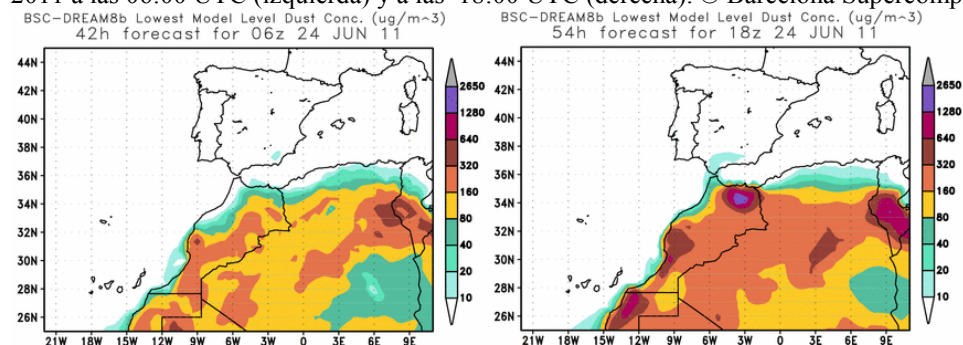 2011 a las 06:00 UTC (izquierda) y a las 18:00 UTC (derecha). © Barcelona Supercomp
BSC-DREAM8b Lowest Model Level Dust Conc. (ug/m^3)
42h forecast for 06z 24 JUN 11
44N
42N
40N
38N
36N
34N
32N
30N
28N
26N
21W 18W 15W 12W 9W 6W 3W 0 3E 6E 9E
2650
1280
640
320
160
80
40
20
10
BSC-DREAM8b Lowest Model Level Dust Conc. (ug/m^3)
54h forecast for 18z 24 JUN 11
44N
42N
40N
38N
36N
34N
32N
30N
28N
26N
21W 18W 15W 12W 9W 6W 3W 0 3E 6E 9E
2650
1280
640
320
160
80
40
20
10